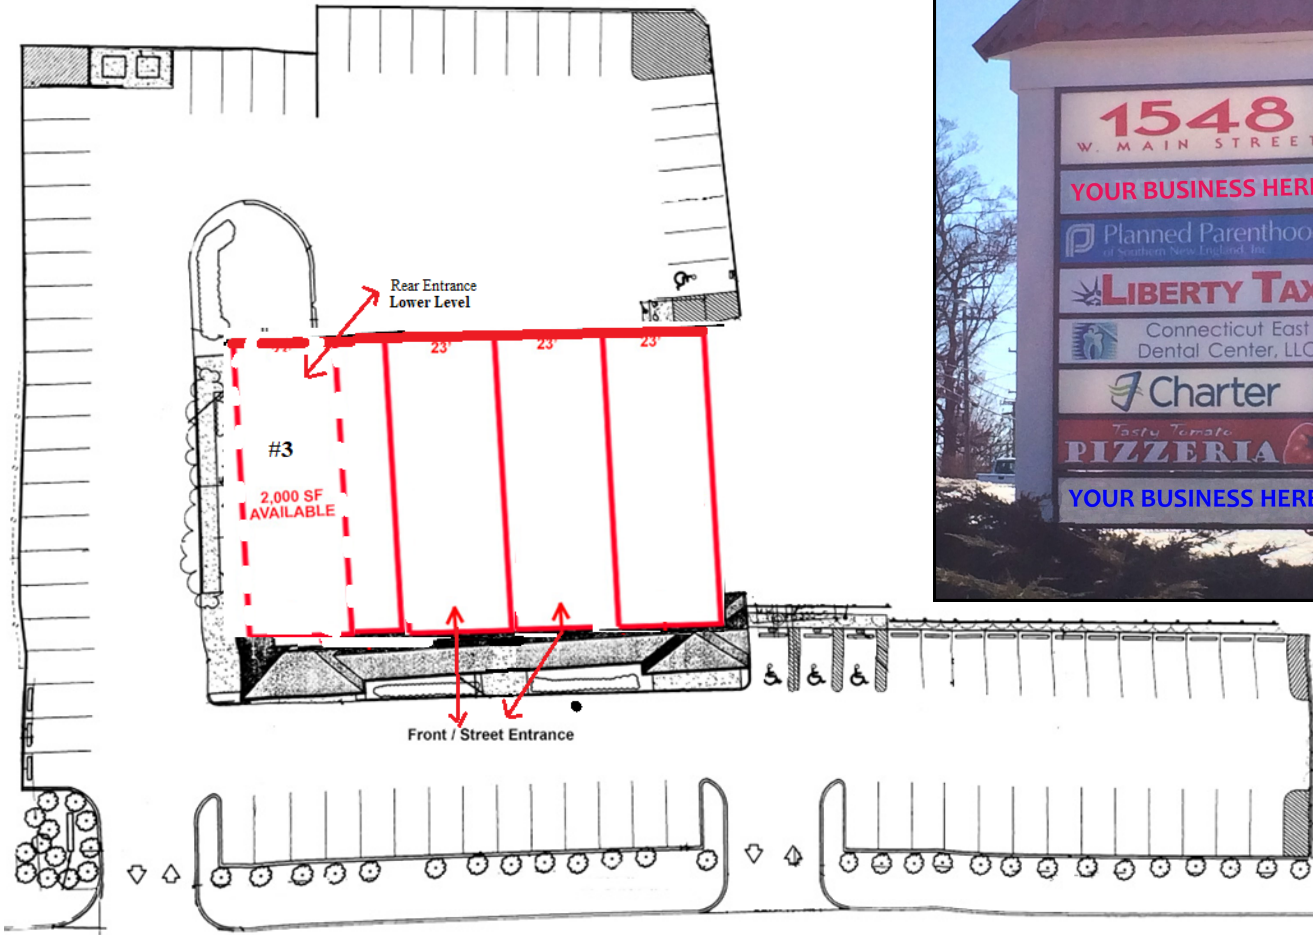 Rear Entrance
Lower Level
23'
23'
23'
#3
2,000 SF
AVAILABLE
Front / Street Entrance
1548
W. MAIN STREET
YOUR BUSINESS HERE
Planned Parenthoo
of Southern New England, Inc.
LIBERTY TAX
Connecticut East
Dental Center, LLC
Charter
Tasty Tomato
PIZZERIA
YOUR BUSINESS HERE